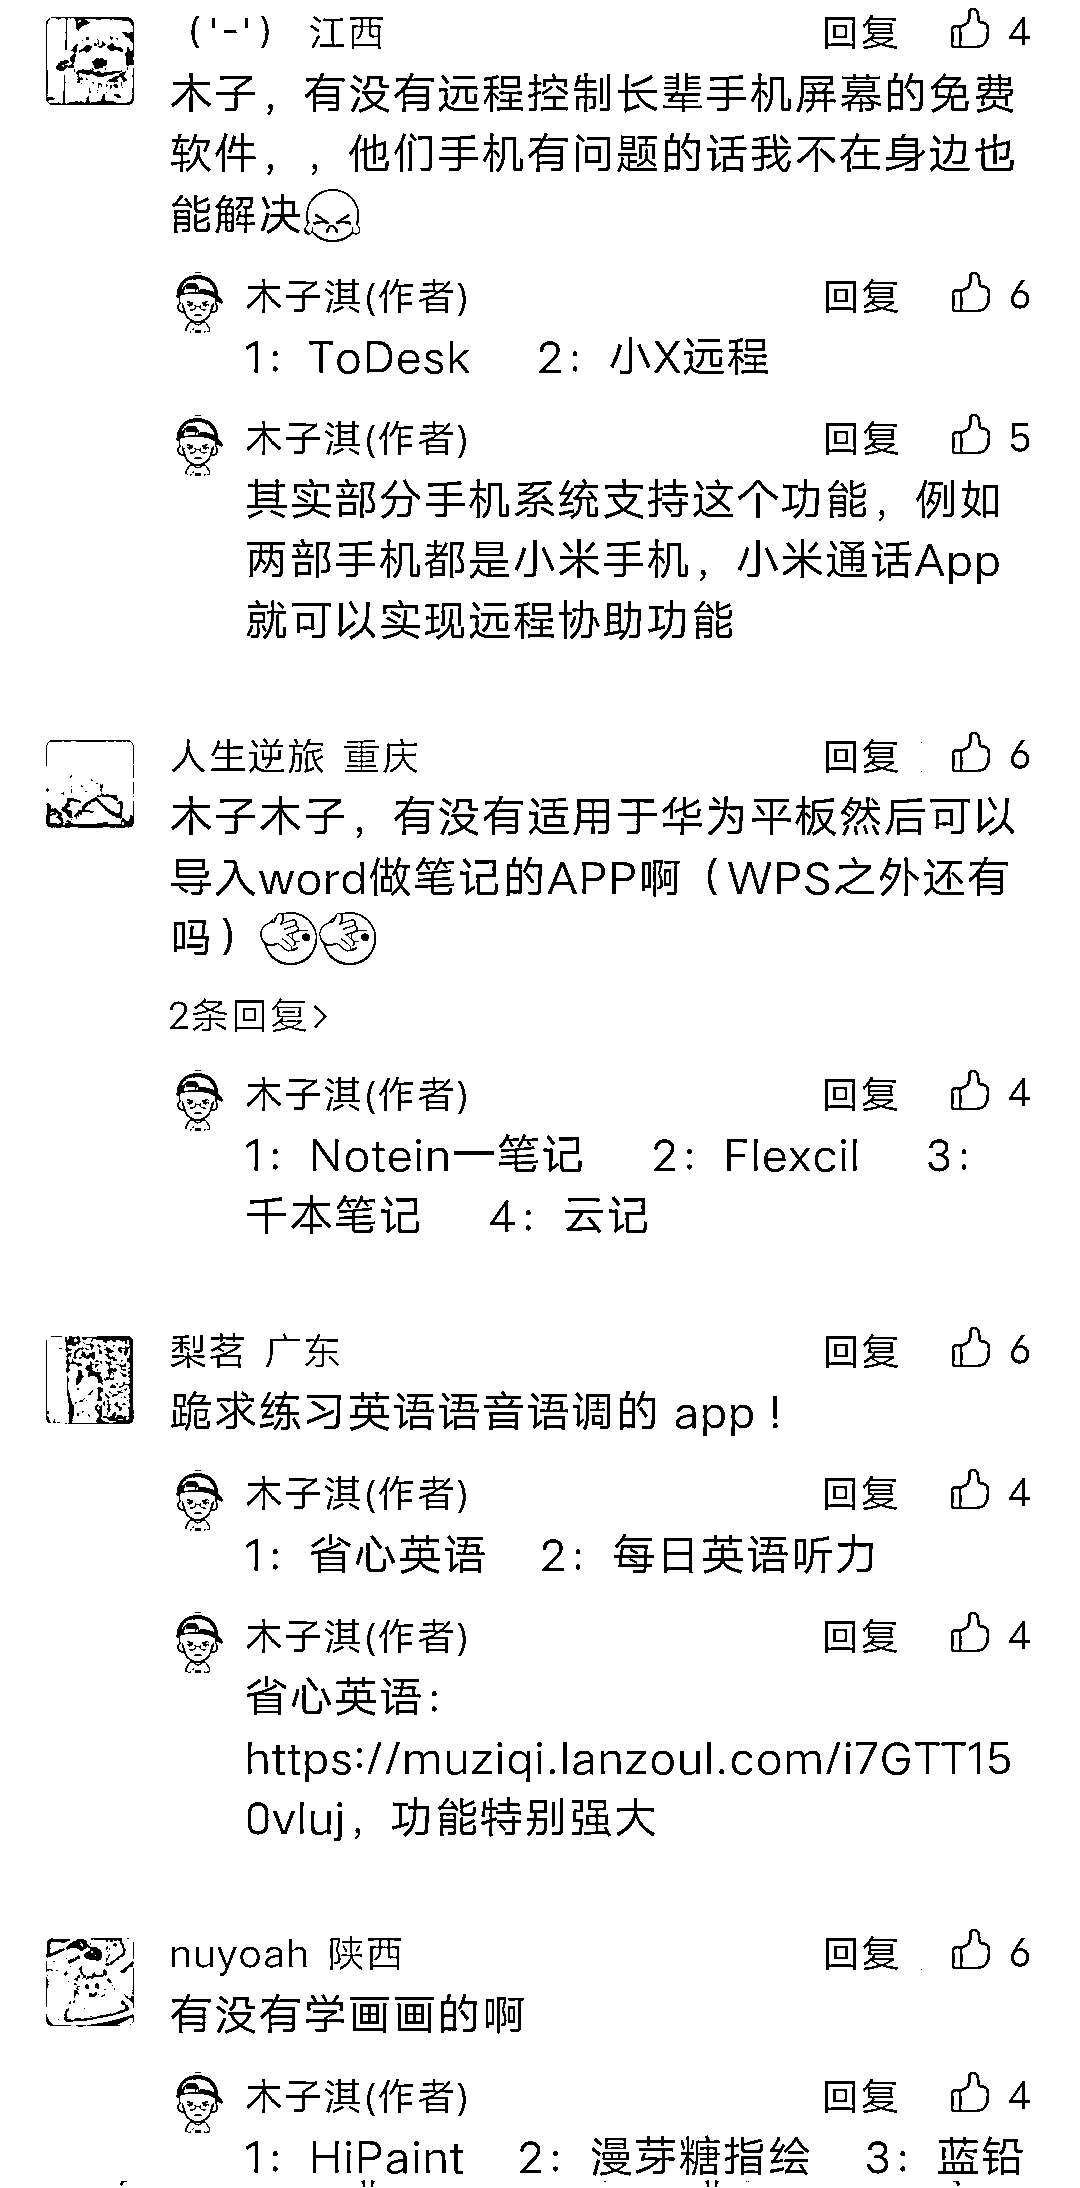 ('-') 江西 回复 4
木子，有没有远程控制长辈手机屏幕的免费
软件，，他们手机有问题的话我不在身边也
能解决
木子淇(作者) 回复 6
1：ToDesk 2：小X远程
木子淇(作者) 回复 5
其实部分手机系统支持这个功能，例如
两部手机都是小米手机，小米通话App
就可以实现远程协助功能
人生逆旅 重庆 回复 6
木子木子，有没有适用于华为平板然后可以
导入word做笔记的APP啊（WPS之外还有
吗）
2条回复>
木子淇(作者) 回复 4
1：Notein一笔记 2：Flexcil 3：
千本笔记 4：云记
梨茗 广东 回复 6
跪求练习英语语音语调的 app！
木子淇(作者) 回复 4
1：省心英语 2：每日英语听力
木子淇(作者) 回复 4
省心英语：
https://muziqi.lanzoul.com/i7GTT15
0vluj，功能特别强大
nuyoah 陕西 回复 6
有没有学画画的啊
木子淇(作者) 回复 4
1：HiPaint 2：漫芽糖指绘 3：蓝铅